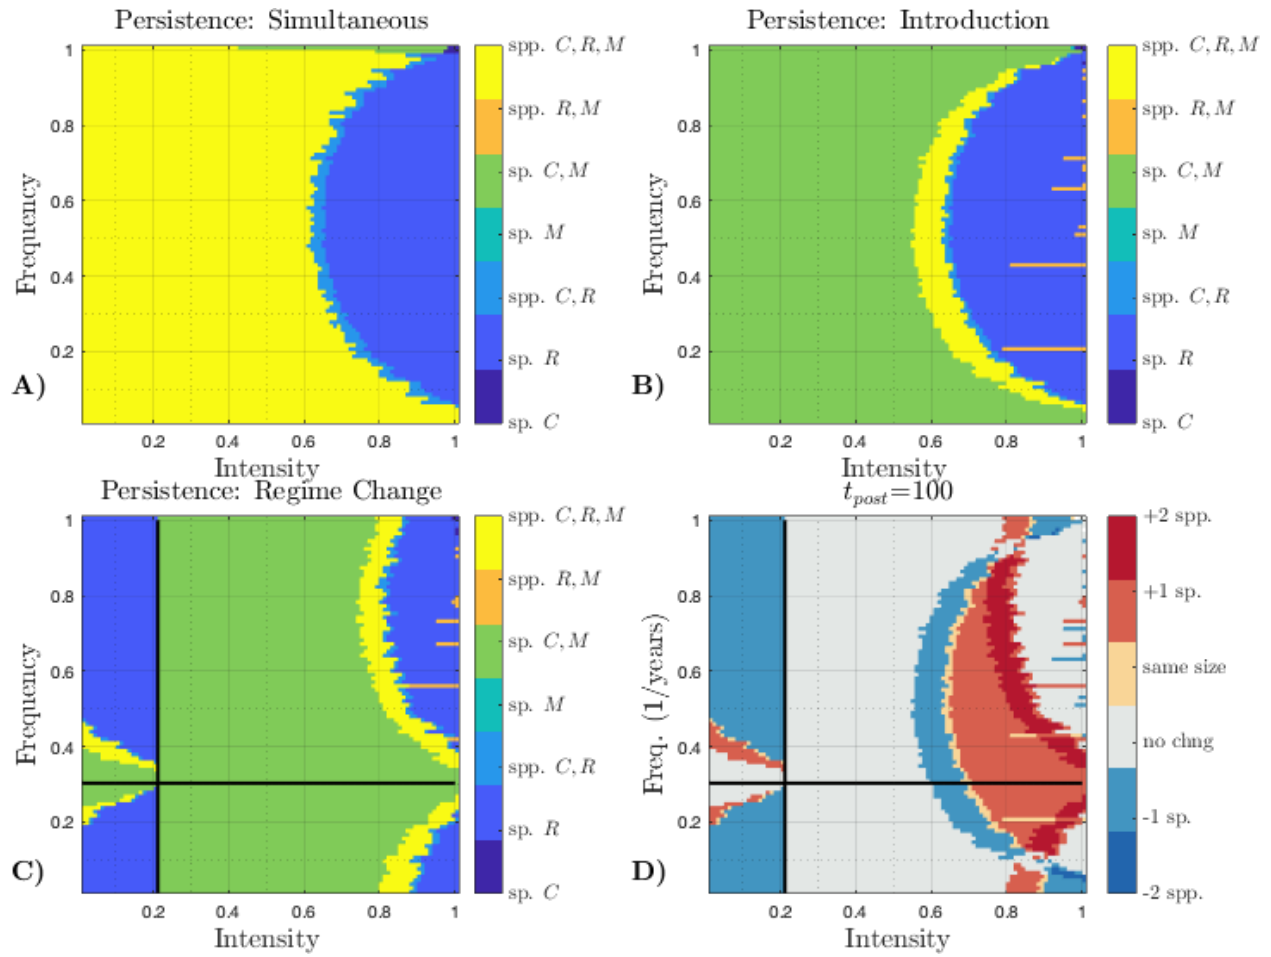 Persistence: Simultaneous
Frequency
1
0.8
0.6
0.4
0.2
0.2 0.4 0.6 0.8 1
Intensity
A)
spp. C, R, M
spp. R, M
sp. C, M
sp. M
spp. C, R
sp. R
sp. C
Persistence: Introduction
Frequency
1
0.8
0.6
0.4
0.2
0.2 0.4 0.6 0.8 1
Intensity
B)
spp. C, R, M
spp. R, M
sp. C, M
sp. M
spp. C, R
sp. R
sp. C
Persistence: Regime Change
Frequency
1
0.8
0.6
0.4
0.2
0.2 0.4 0.6 0.8 1
Intensity
C)
spp. C, R, M
spp. R, M
sp. C, M
sp. M
spp. C, R
sp. R
sp. C
t_post=100
Freq. (1/years)
1
0.8
0.6
0.4
0.2
0.2 0.4 0.6 0.8 1
Intensity
D)
+2 spp.
+1 sp.
same size
no chng
-1 sp.
-2 spp.